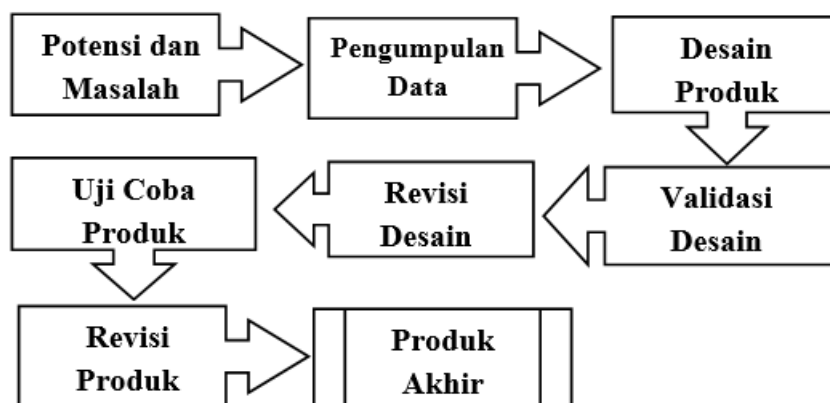 Potensi dan
Masalah
Pengumpulan
Data
Desain
Produk
Validasi
Desain
Revisi
Desain
Uji Coba
Produk
Revisi
Produk
Produk
Akhir